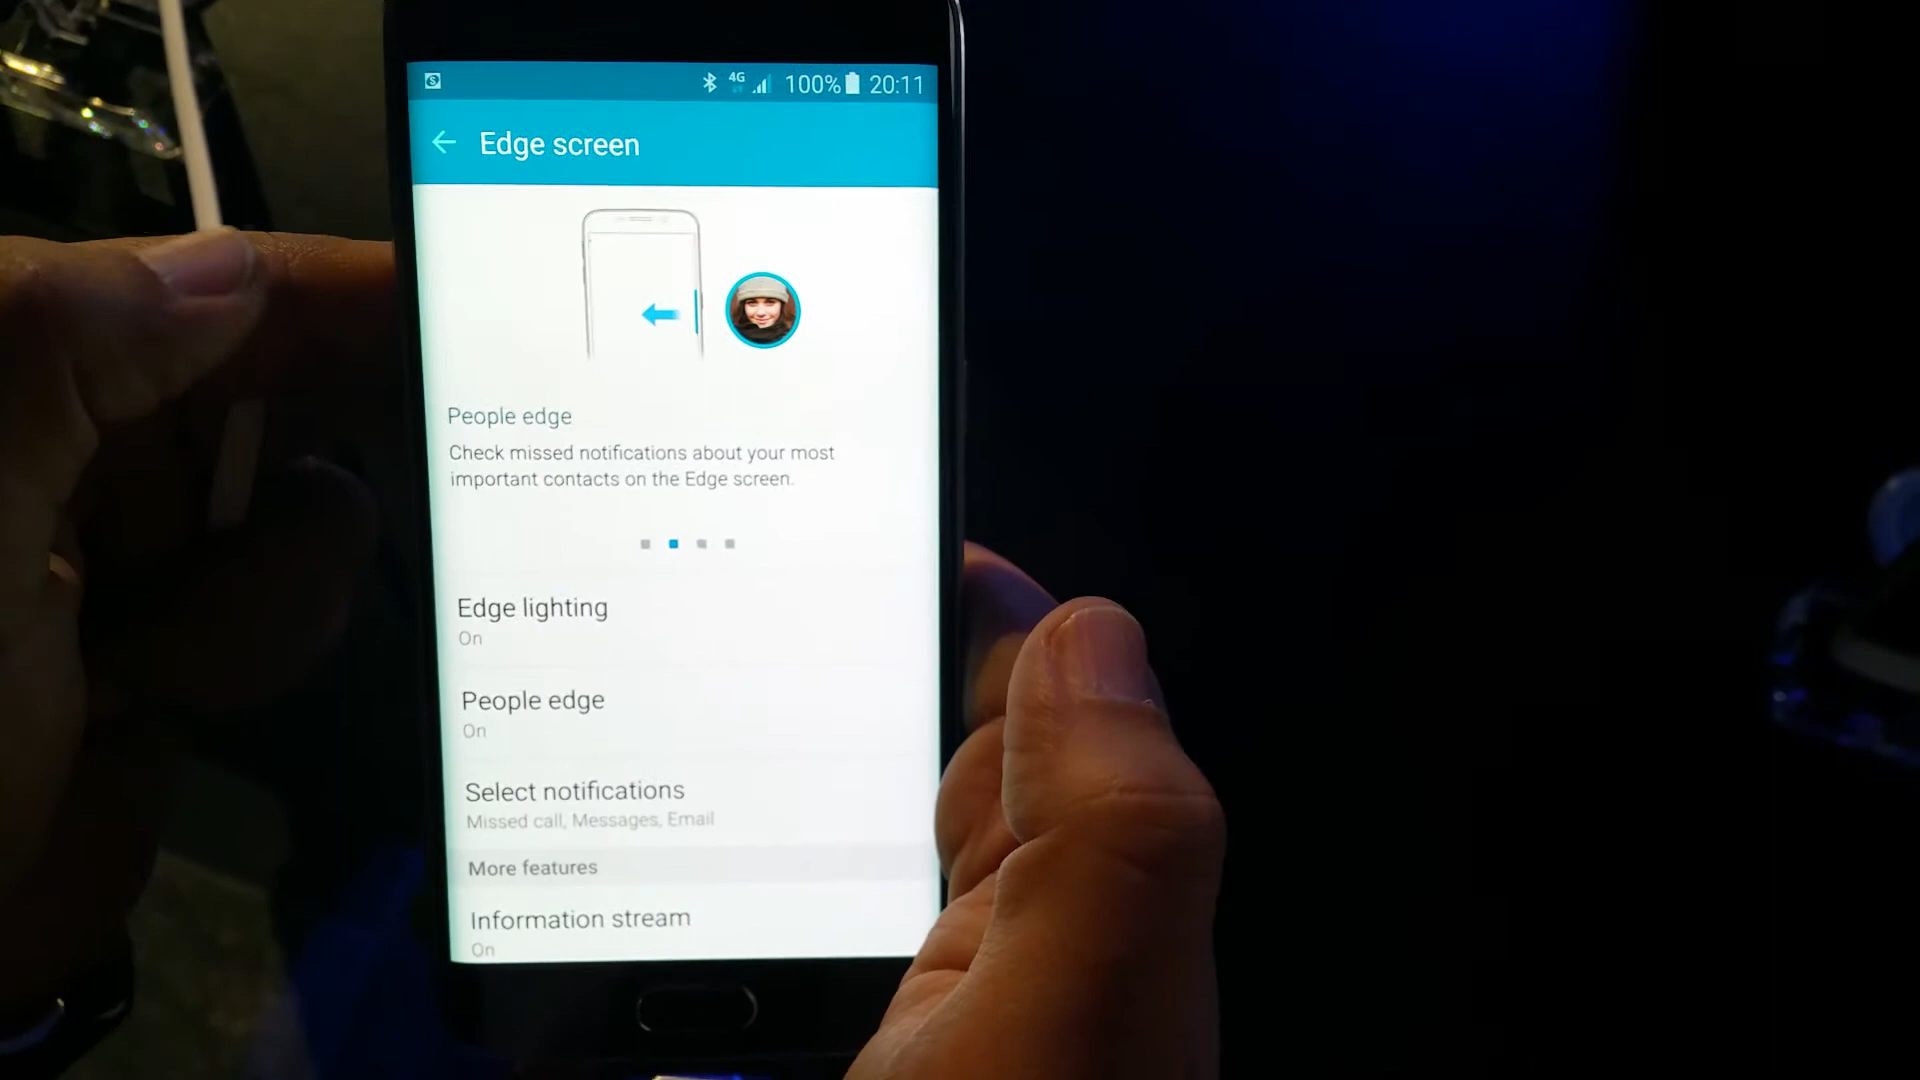 4G 100% 20:11
Edge screen
People edge
Check missed notifications about your most
important contacts on the Edge screen.
Edge lighting
On
People edge
On
Select notifications
Missed call, Messages, Email
More features
Information stream
On